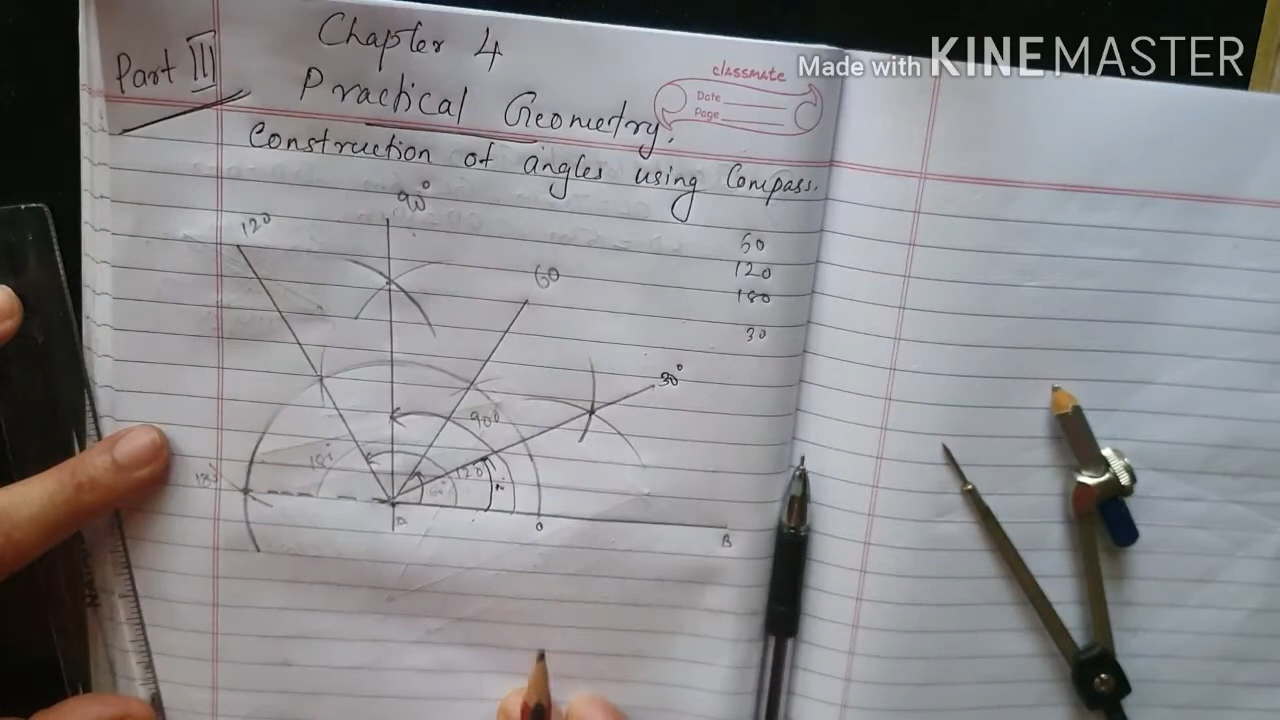 Made with KINEMASTER
Chapter 4
Part III
Practical Geometry.
classmate
Date
Page
Construction of angles using Compass.
90°
120
60
60
120
180
30
30°
90°
120
180
B